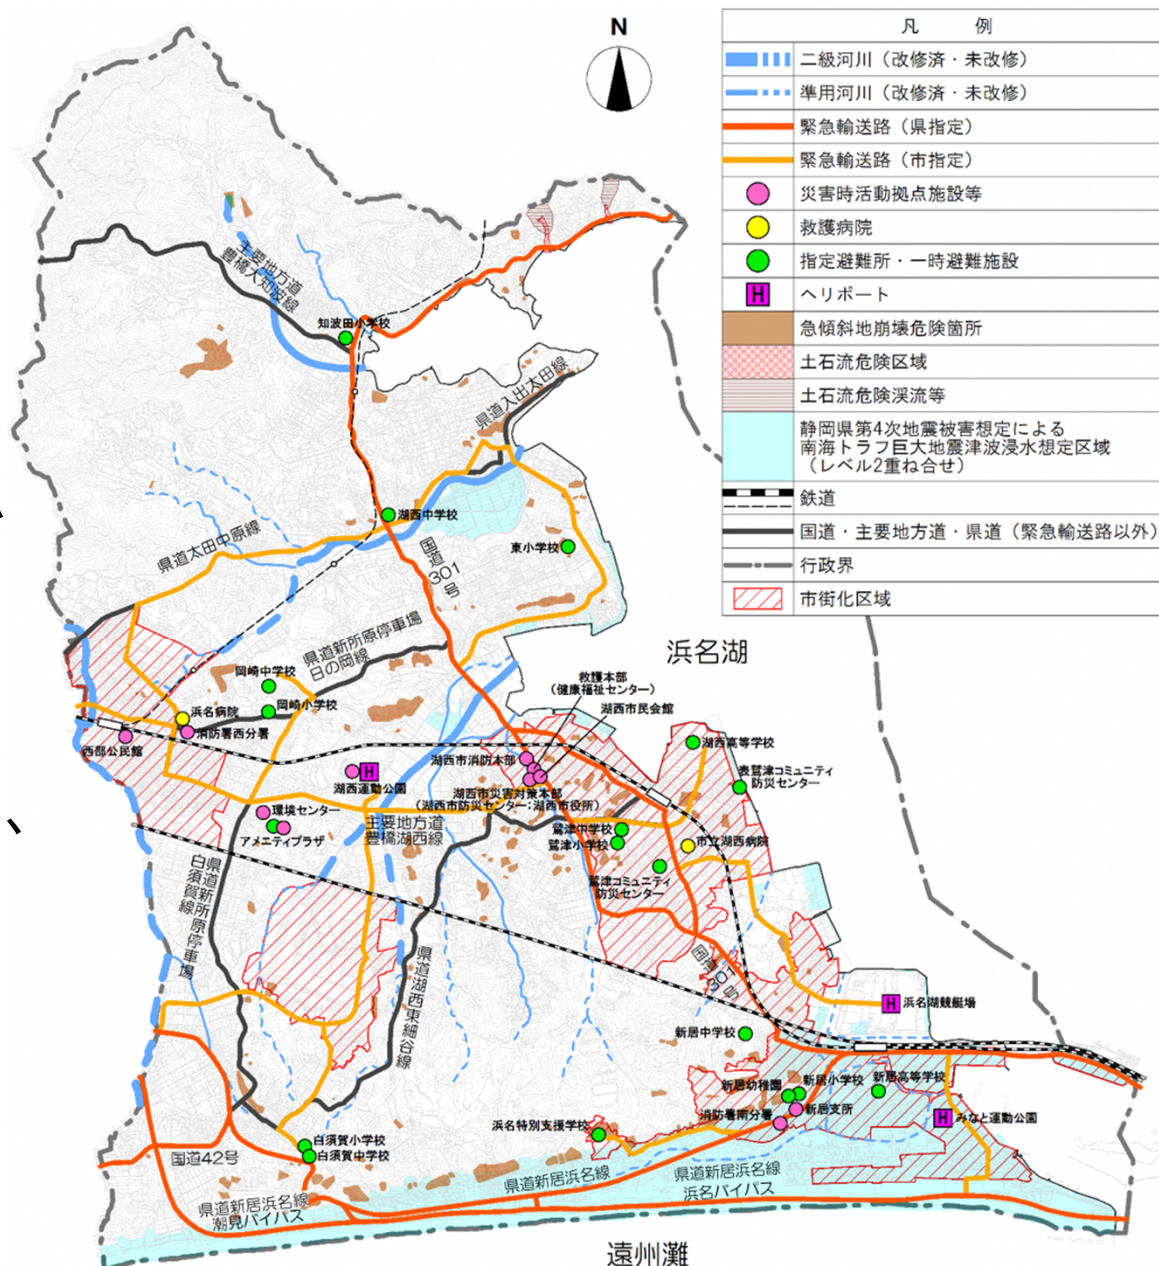 N
凡 例
二級河川（改修済・未改修）
準用河川（改修済・未改修）
緊急輸送路（県指定）
緊急輸送路（市指定）
災害時活動拠点施設等
救護病院
指定避難所・一時避難施設
H
ヘリポート
急傾斜地崩壊危険箇所
土石流危険区域
土石流危険渓流等
静岡県第4次地震被害想定による
南海トラフ巨大地震津波浸水想定区域
（レベル2重ね合せ）
鉄道
国道・主要地方道・県道（緊急輸送路以外）
行政界
市街化区域
主要地方道
豊橋大知波線
知波田小学校
県道入出太田線
湖西中学校
県道太田中原線
国道301号
東小学校
県道新所原停車場
日の岡線
浜名湖
岡崎中学校
岡崎小学校
浜名病院
消防署西分署
西部公民館
救護本部
（健康福祉センター）
湖西市民会館
湖西高等学校
湖西市消防本部
表鷲津コミュニティ
防災センター
H
湖西運動公園
湖西市災害対策本部
（湖西市防災センター：湖西市役所）
環境センター
アメニティプラザ
主要地方道
豊橋湖西線
鷲津中学校
鷲津小学校
市立湖西病院
鷲津コミュニティ
防災センター
県道新所原停車場
白須賀線
県道湖西東細谷線
国道301号
H
浜名湖競艇場
新居中学校
新居幼稚園
新居小学校
新居高等学校
消防署南分署
新居支所
H
みなと運動公園
浜名特別支援学校
白須賀小学校
白須賀中学校
国道42号
県道新居浜名線
県道新居浜名線
浜名バイパス
県道新居浜名線
潮見バイパス
遠州灘